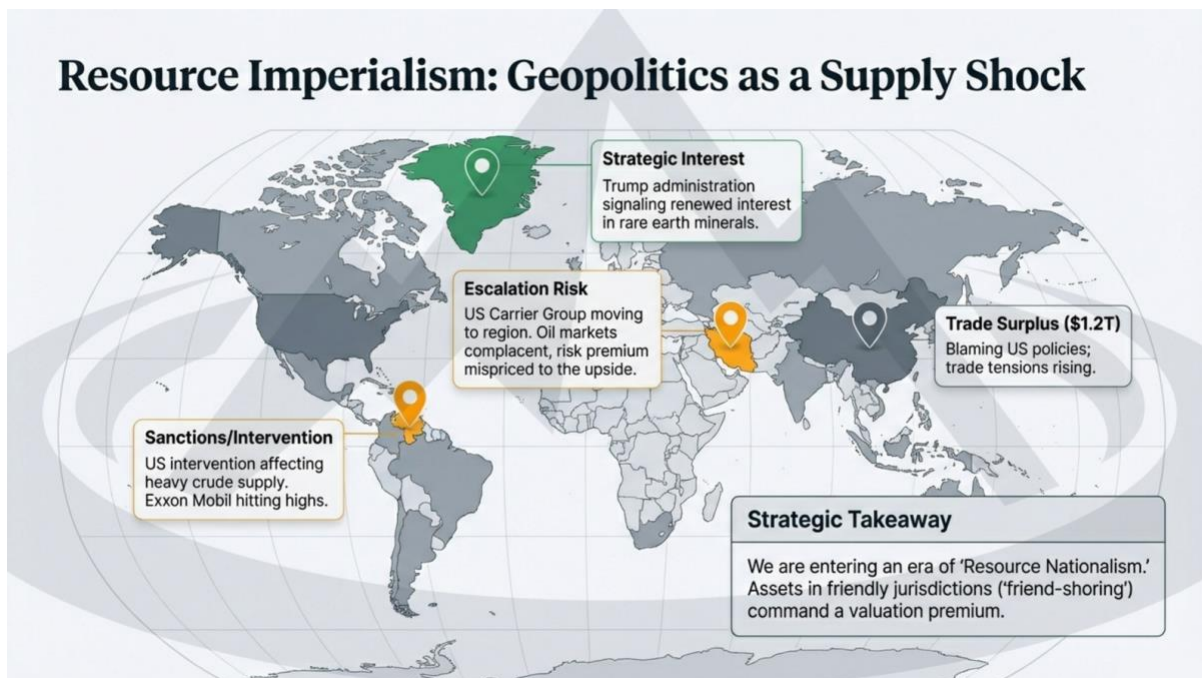 Resource Imperialism: Geopolitics as a Supply Shock
Strategic Interest
Trump administration
signaling renewed interest
in rare earth minerals.
Escalation Risk
US Carrier Group moving
to region. Oil markets
complacent, risk premium
mispriced to the upside.
Trade Surplus ($1.2T)
Blaming US policies;
trade tensions rising.
Sanctions/Intervention
US intervention affecting
heavy crude supply.
Exxon Mobil hitting highs.
Strategic Takeaway
We are entering an era of ‘Resource Nationalism.’
Assets in friendly jurisdictions (‘friend-shoring’)
command a valuation premium.